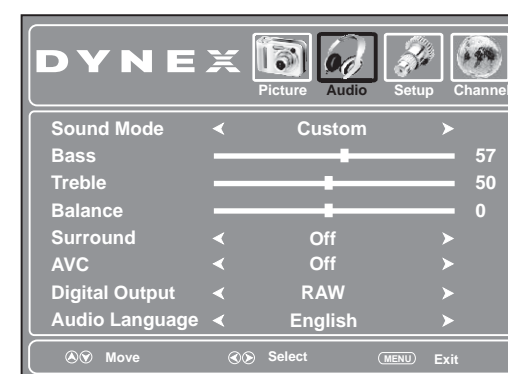 DYNEX
Picture Audio Setup Channe
Sound Mode Custom
Bass 57
Treble 50
Balance 0
Surround Off
AVC Off
Digital Output RAW
Audio Language English
Move Select MENU Exit